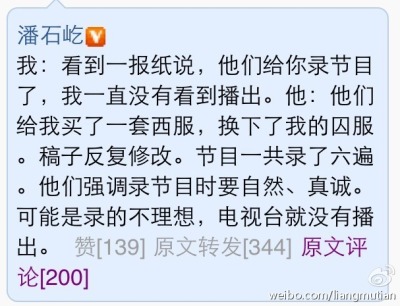 潘石屹
我：看到一报纸说，他们给你录节目
了，我一直没有看到播出。他：他们
给我买了一套西服，换下了我的囚服
。稿子反复修改。节目一共录了六遍
。他们强调录节目时要自然、真诚。
可能是录的不理想，电视台就没有播
出。 赞[139] 原文转发[344] 原文评
论[200]
weibo.com/liangmutian